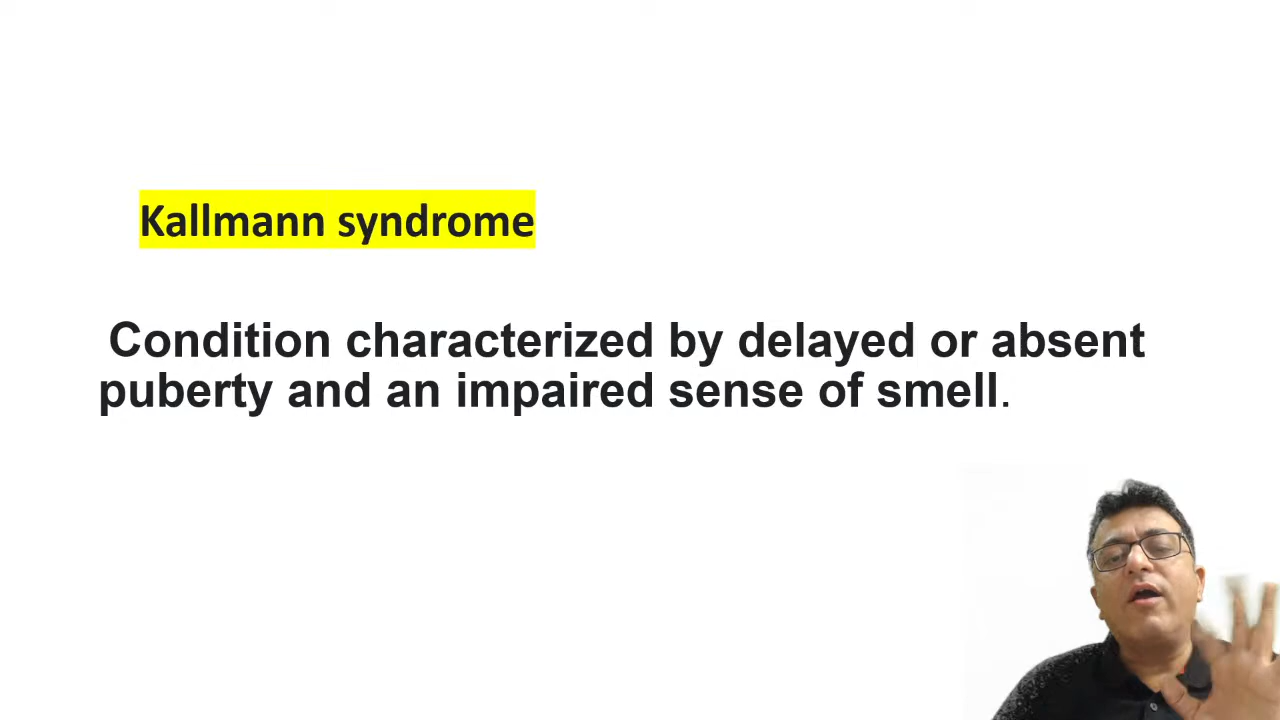 Kallmann syndrome
Condition characterized by delayed or absent
puberty and an impaired sense of smell.